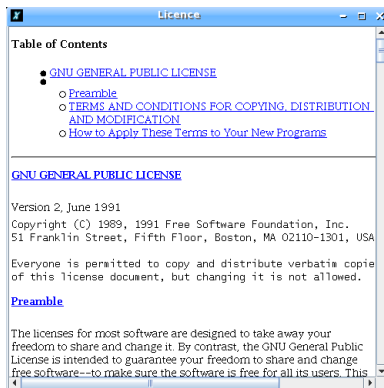 Licence
Table of Contents
GNU GENERAL PUBLIC LICENSE
Preamble
TERMS AND CONDITIONS FOR COPYING, DISTRIBUTION
AND MODIFICATION
How to Apply These Terms to Your New Programs
GNU GENERAL PUBLIC LICENSE
Version 2, June 1991
Copyright (C) 1989, 1991 Free Software Foundation, Inc.
51 Franklin Street, Fifth Floor, Boston, MA 02110-1301, USA
Everyone is permitted to copy and distribute verbatim copie
of this license document, but changing it is not allowed.
Preamble
The licenses for most software are designed to take away your
freedom to share and change it. By contrast, the GNU General Public
License is intended to guarantee your freedom to share and change
free software--to make sure the software is free for all its users. This